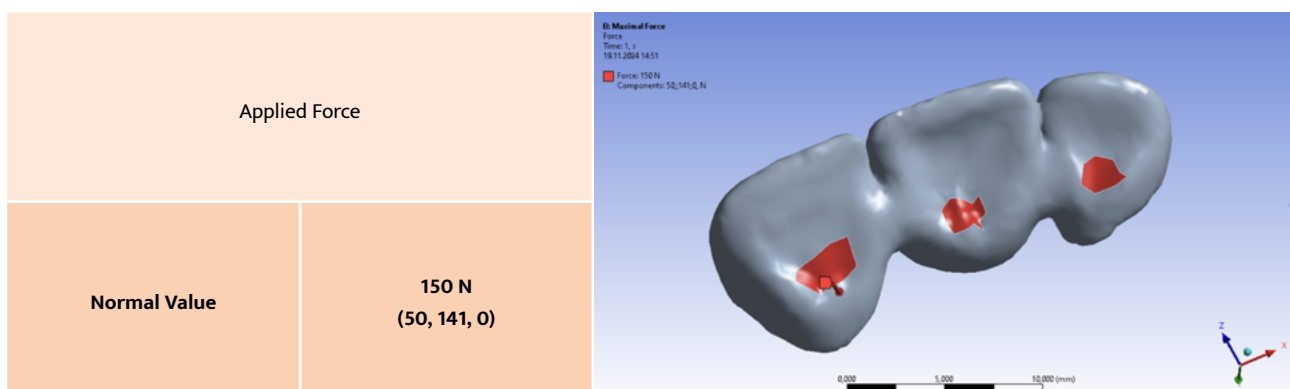 Applied Force
Normal Value
150 N
(50, 141, 0)
B: Maximal Force
Force
Time: 1, s
19.11.2024 14:51
Force: 150 N
Components: 50,;141,;0, N
Z
X
0,000
5,000
10,000 (mm)